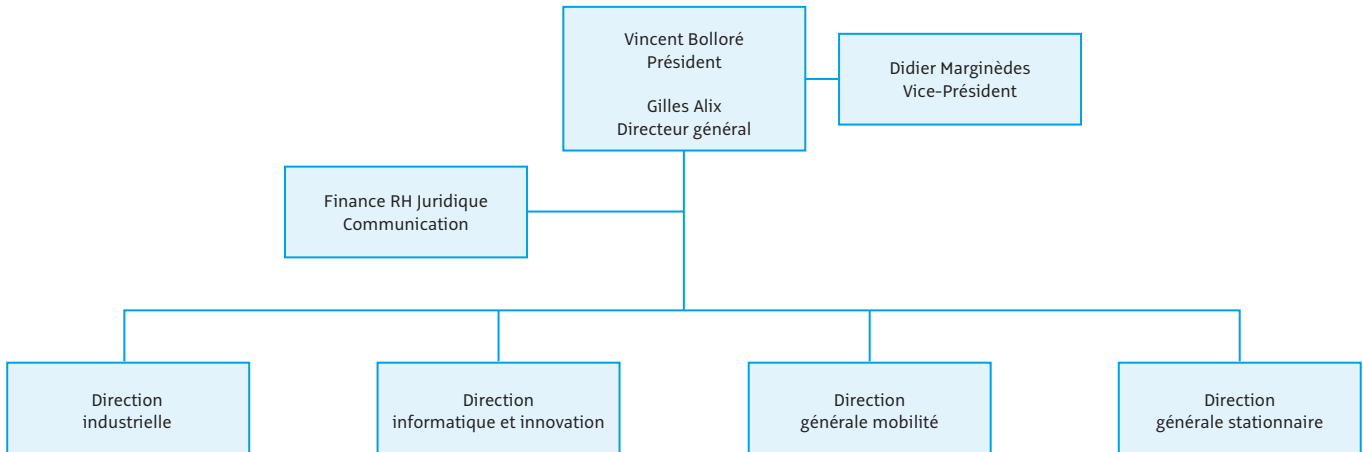 Vincent Bolloré
Président
Gilles Alix
Directeur général
Didier Marginèdes
Vice-Président
Finance RH Juridique
Communication
Direction
industrielle
Direction
informatique et innovation
Direction
générale mobilité
Direction
générale stationnaire